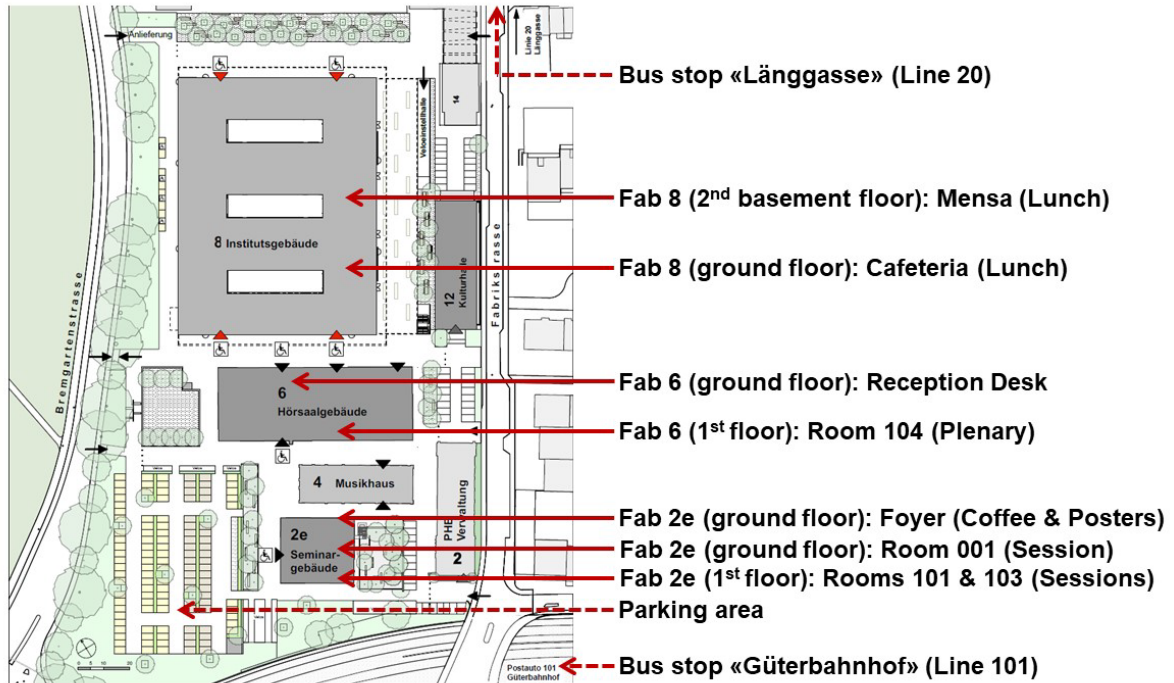 Anlieferung
Linie 20
Länggasse
Bus stop «Länggasse» (Line 20)
14
Veloeinstellhalle
Fab 8 (2nd basement floor): Mensa (Lunch)
8 Institutsgebäude
Fab 8 (ground floor): Cafeteria (Lunch)
12
Kulturhalle
Fabrikstrasse
Bremgartenstrasse
Fab 6 (ground floor): Reception Desk
6
Hörsaalgebäude
Fab 6 (1st floor): Room 104 (Plenary)
4 Musikhaus
PHB
Verwaltung
2
Fab 2e (ground floor): Foyer (Coffee & Posters)
2e
Seminar-
gebäude
Fab 2e (ground floor): Room 001 (Session)
Fab 2e (1st floor): Rooms 101 & 103 (Sessions)
Parking area
0 5 10 20
Postauto 101
Güterbahnhof
Bus stop «Güterbahnhof» (Line 101)